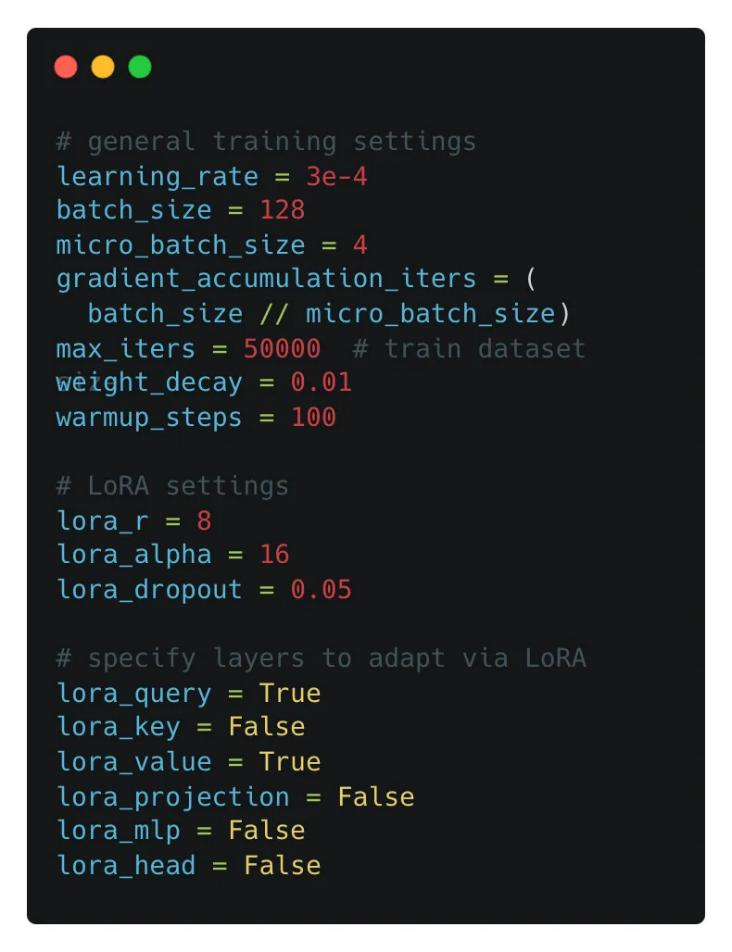 # general training settings
learning_rate = 3e-4
batch_size = 128
micro_batch_size = 4
gradient_accumulation_iters = (
  batch_size // micro_batch_size)
max_iters = 50000  # train dataset
weight_decay = 0.01
warmup_steps = 100

# LoRA settings
lora_r = 8
lora_alpha = 16
lora_dropout = 0.05

# specify layers to adapt via LoRA
lora_query = True
lora_key = False
lora_value = True
lora_projection = False
lora_mlp = False
lora_head = False